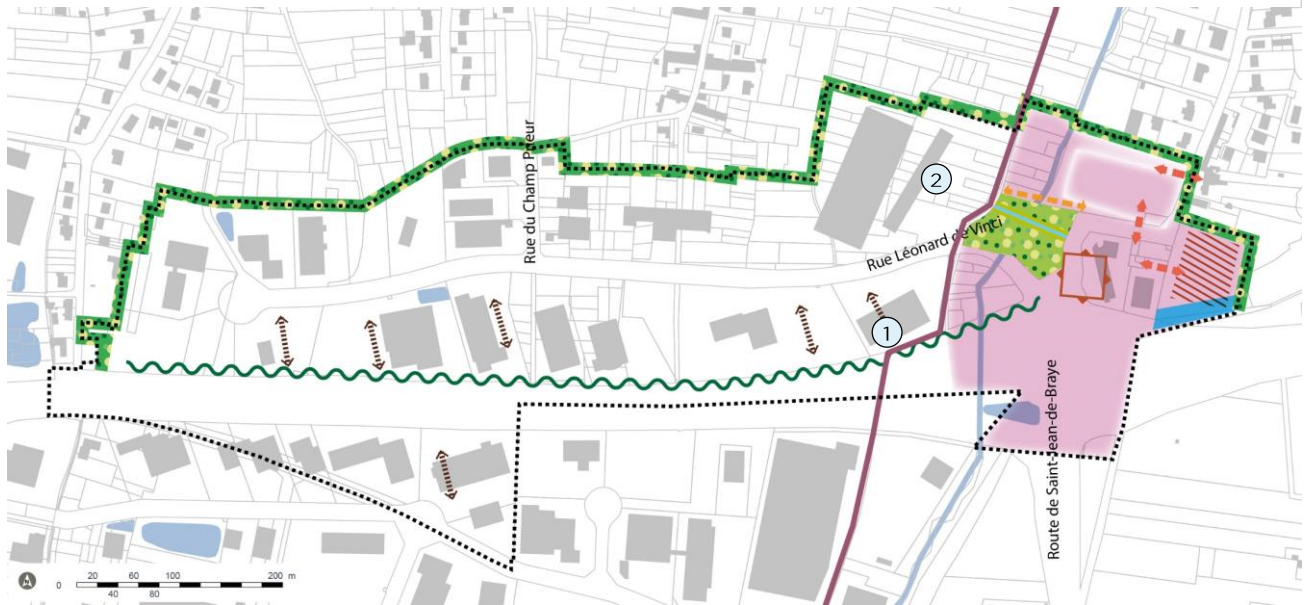 Rue du Champ Prieur
2
Rue Léonard de Vinci
1
Route de Saint-Jean-de-Braye
0 20 60 100 200 m
40 80